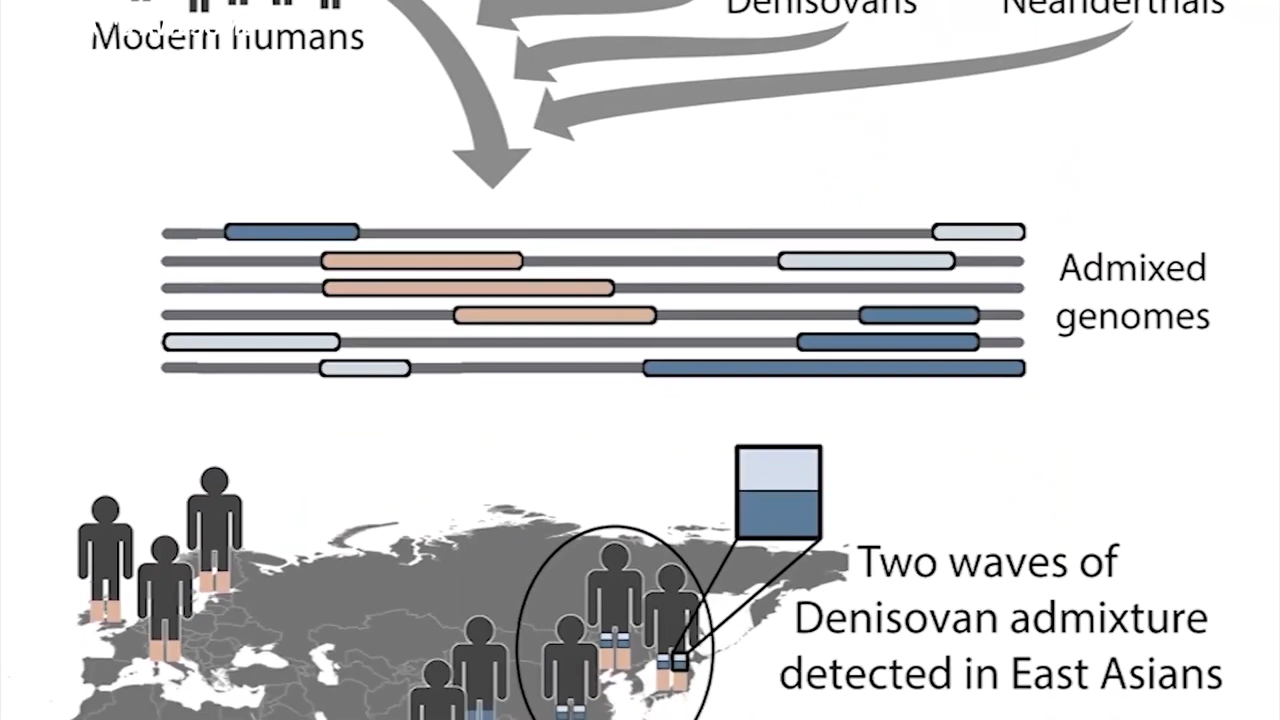 Denisovans
Neanderthals
Modern humans
Admixed
genomes
Two waves of
Denisovan admixture
detected in East Asians